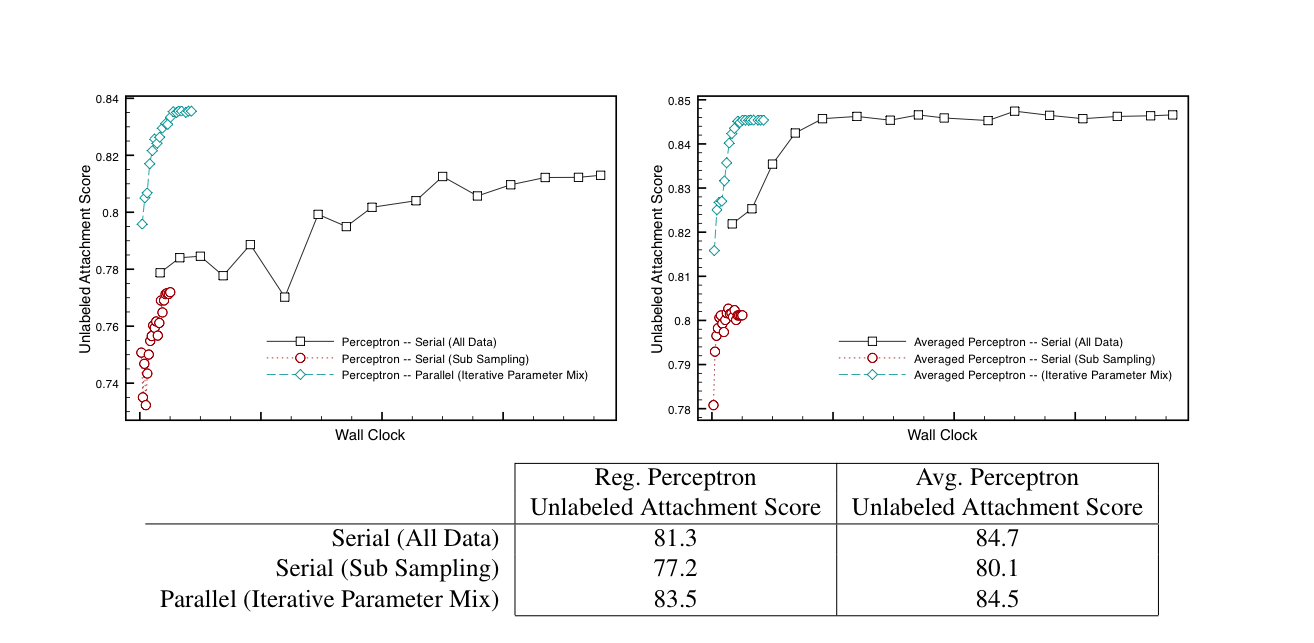 0.84
0.82
0.8
0.78
0.76
0.74
Unlabeled Attachment Score
Perceptron -- Serial (All Data)
Perceptron -- Serial (Sub Sampling)
Perceptron -- Parallel (Iterative Parameter Mix)
Wall Clock
0.85
0.84
0.83
0.82
0.81
0.8
0.79
0.78
Unlabeled Attachment Score
Averaged Perceptron -- Serial (All Data)
Averaged Perceptron -- Serial (Sub Sampling)
Averaged Perceptron -- (Iterative Parameter Mix)
Wall Clock
Reg. Perceptron Avg. Perceptron
Unlabeled Attachment Score Unlabeled Attachment Score
Serial (All Data) 81.3 84.7
Serial (Sub Sampling) 77.2 80.1
Parallel (Iterative Parameter Mix) 83.5 84.5